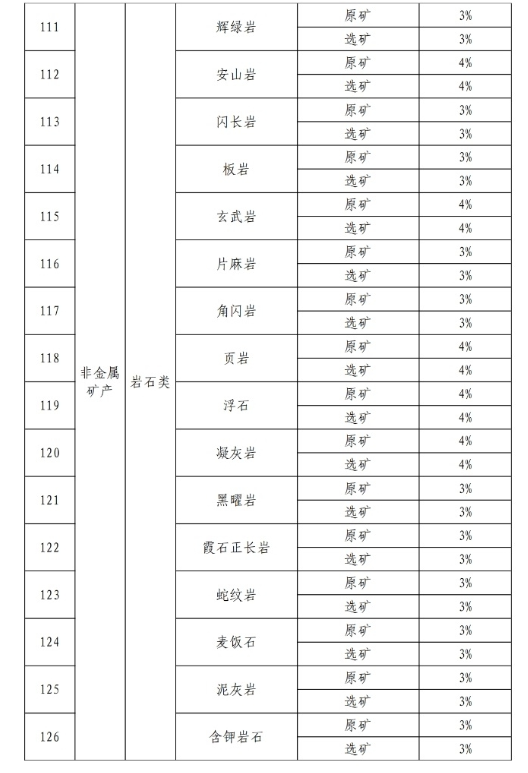 111 辉绿岩 原矿 3%
选矿 3%
112 安山岩 原矿 4%
选矿 4%
113 闪长岩 原矿 3%
选矿 3%
114 板岩 原矿 3%
选矿 3%
115 玄武岩 原矿 4%
选矿 4%
116 片麻岩 原矿 3%
选矿 3%
117 角闪岩 原矿 3%
选矿 3%
118 页岩 原矿 4%
选矿 4%
非金属
矿产
岩石类
119 浮石 原矿 4%
选矿 4%
120 凝灰岩 原矿 4%
选矿 4%
121 黑曜岩 原矿 3%
选矿 3%
122 霞石正长岩 原矿 3%
选矿 3%
123 蛇纹岩 原矿 3%
选矿 3%
124 麦饭石 原矿 3%
选矿 3%
125 泥灰岩 原矿 3%
选矿 3%
126 含钾岩石 原矿 3%
选矿 3%